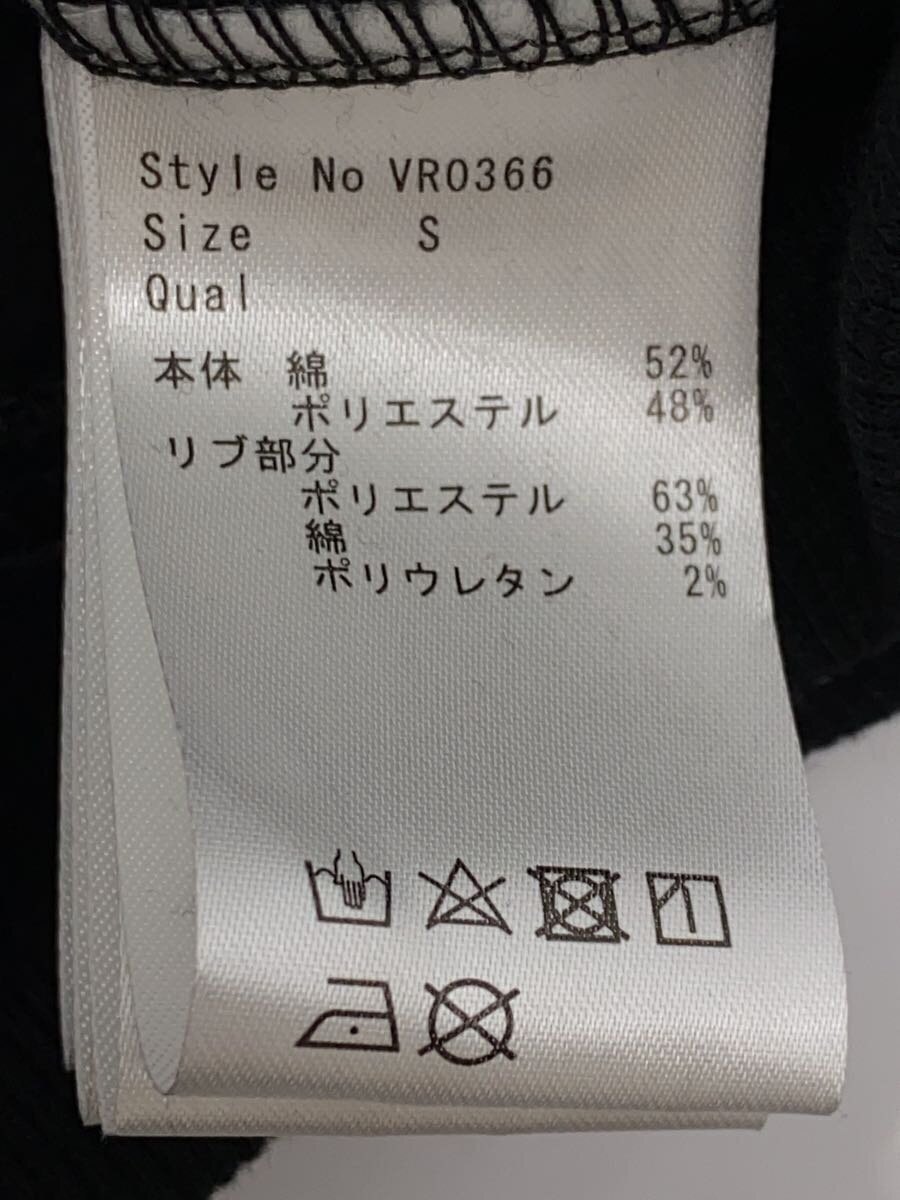 Style No VR0366
Size S
Qual
本体 綿 52%
ポリエステル 48%
リブ部分
ポリエステル 63%
綿 35%
ポリウレタン 2%